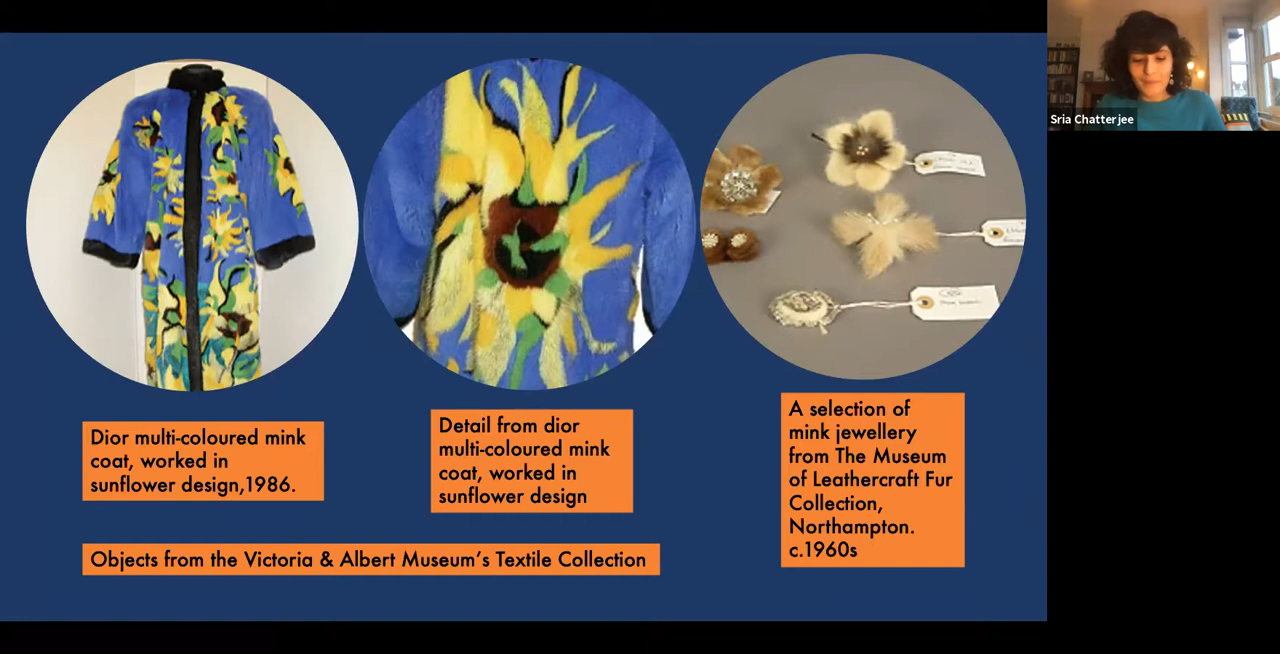 Sria Chatterjee
Dior multi-coloured mink
coat, worked in
sunflower design,1986.
Detail from dior
multi-coloured mink
coat, worked in
sunflower design
A selection of
mink jewellery
from The Museum
of Leathercraft Fur
Collection,
Northampton.
c.1960s
Objects from the Victoria & Albert Museum’s Textile Collection